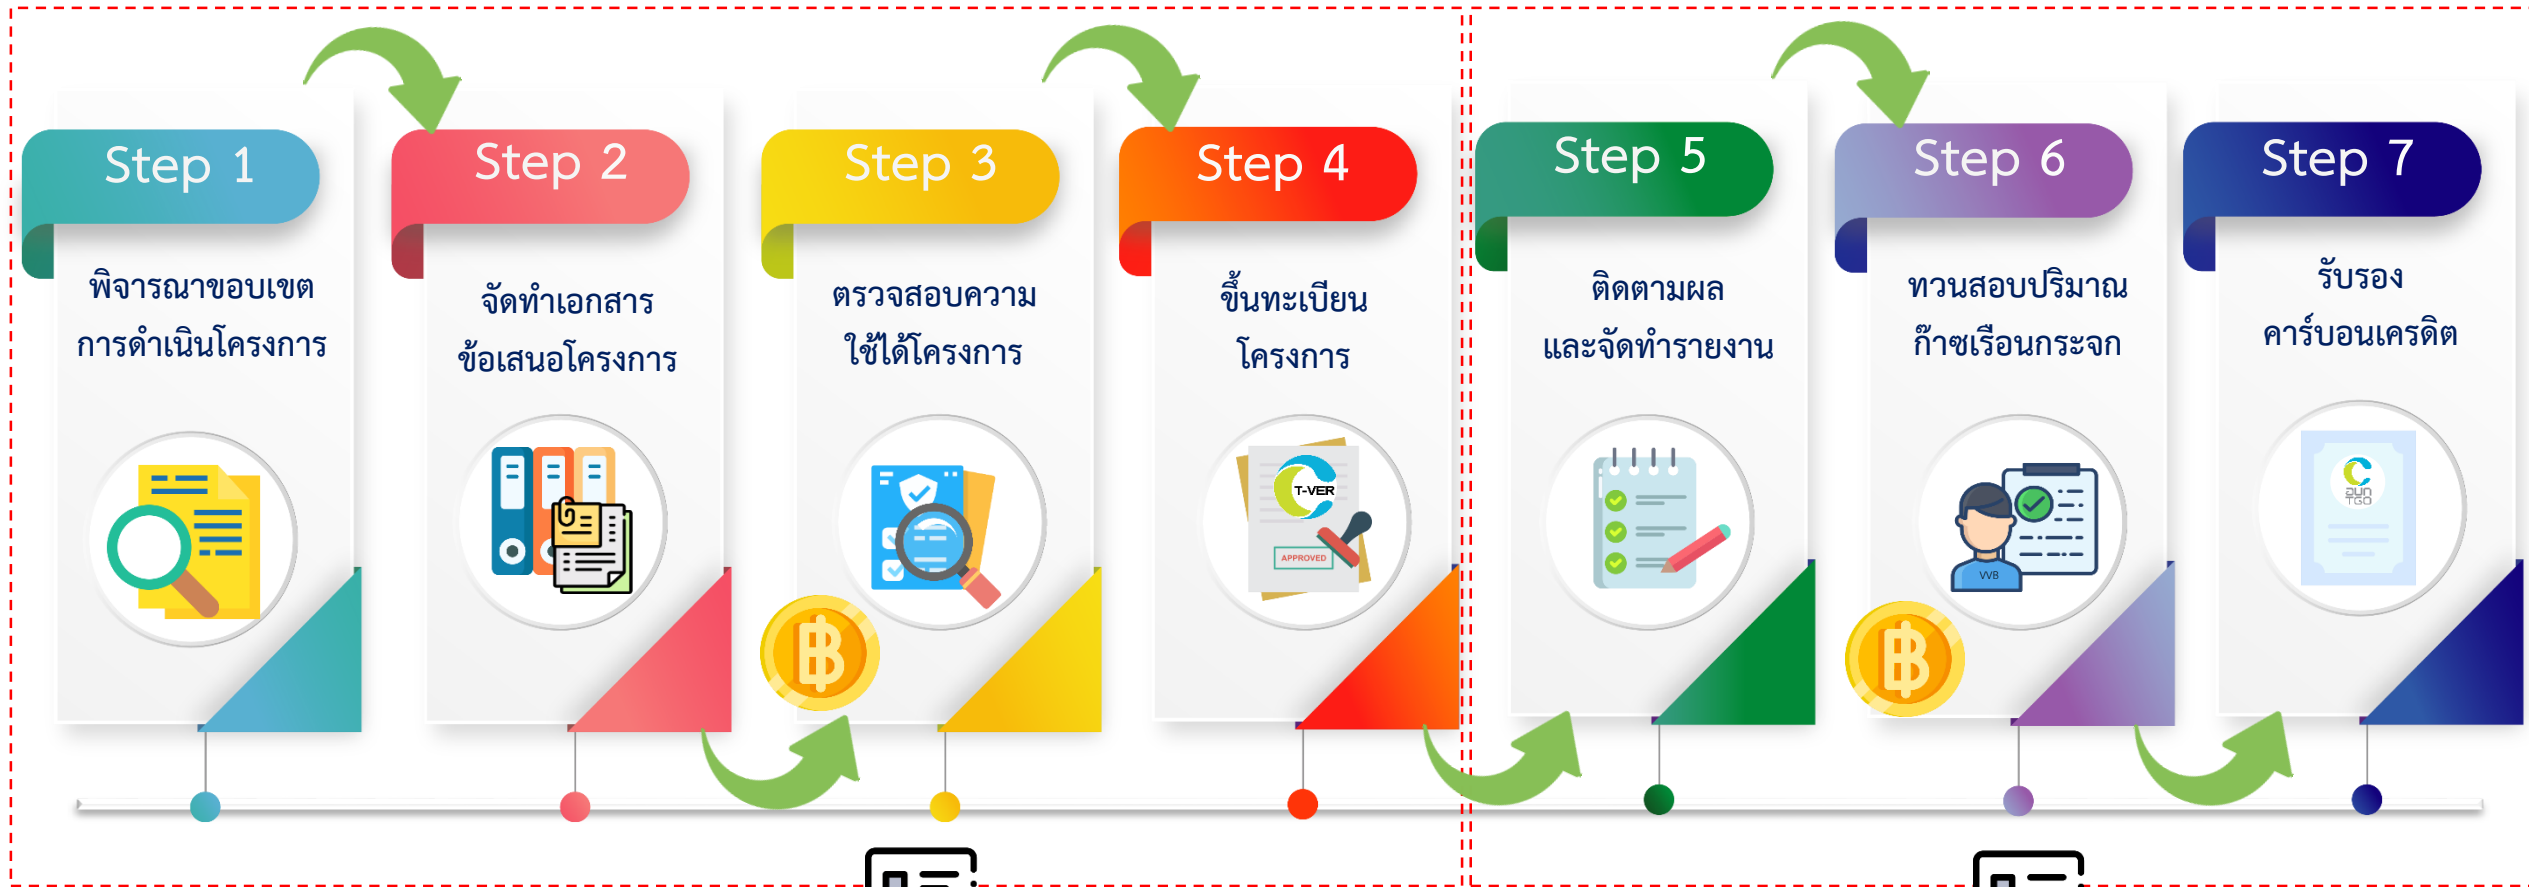 Step 1
พิจารณาขอบเขต
การดำเนินโครงการ
Step 2
จัดทำเอกสาร
ข้อเสนอโครงการ
Step 3
ตรวจสอบความ
ใช้ได้โครงการ
Step 4
ขึ้นทะเบียน
โครงการ
T-VER
APPROVED
Step 5
ติดตามผล
และจัดทำรายงาน
Step 6
ทวนสอบปริมาณ
ก๊าซเรือนกระจก
VVB
Step 7
รับรอง
คาร์บอนเครดิต
อบก
TGO